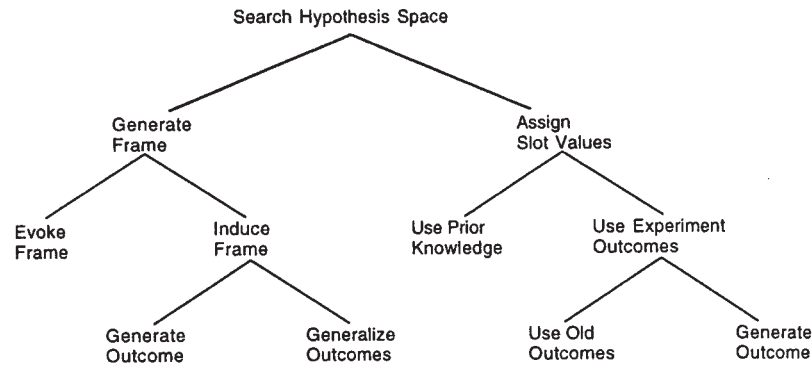 Search Hypothesis Space
Generate
Frame
Assign
Slot Values
Evoke
Frame
Induce
Frame
Use Prior
Knowledge
Use Experiment
Outcomes
Generate
Outcome
Generalize
Outcomes
Use Old
Outcomes
Generate
Outcome